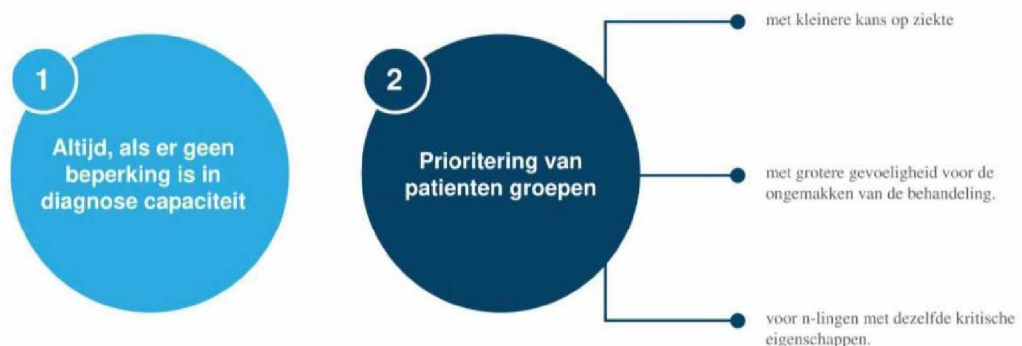 1
Altijd, als er geen
beperking is in
diagnose capaciteit
2
Prioritering van
patienten groepen
met kleinere kans op ziekte
met grotere gevoeligheid voor de
ongemakken van de behandeling.
voor n-lingen met dezelfde kritische
eigenschappen.